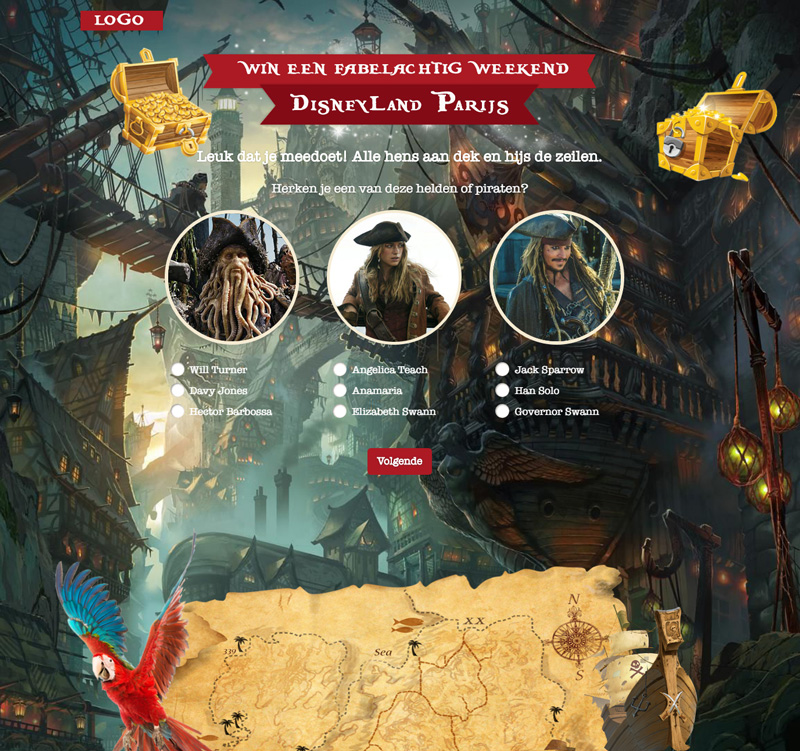 LOGO
WIN EEN FABELACHTIG WEEKEND
DISNEYLAND PARIJS
Leuk dat je meedoet! Alle hens aan dek en hijs de zeilen.
Herken je een van deze helden of piraten?
Will Turner
Davy Jones
Hector Barbossa
Angelica Teach
Anamaria
Elizabeth Swann
Jack Sparrow
Han Solo
Governor Swann
Volgende
N
XX
339
Sea
S